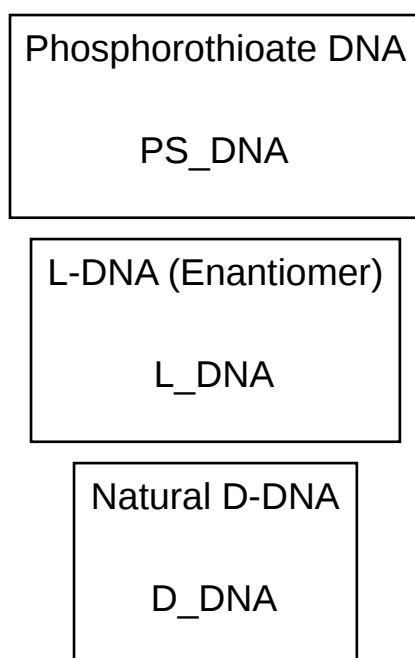 Phosphorothioate DNA
PS_DNA
L-DNA (Enantiomer)
L_DNA
Natural D-DNA
D_DNA